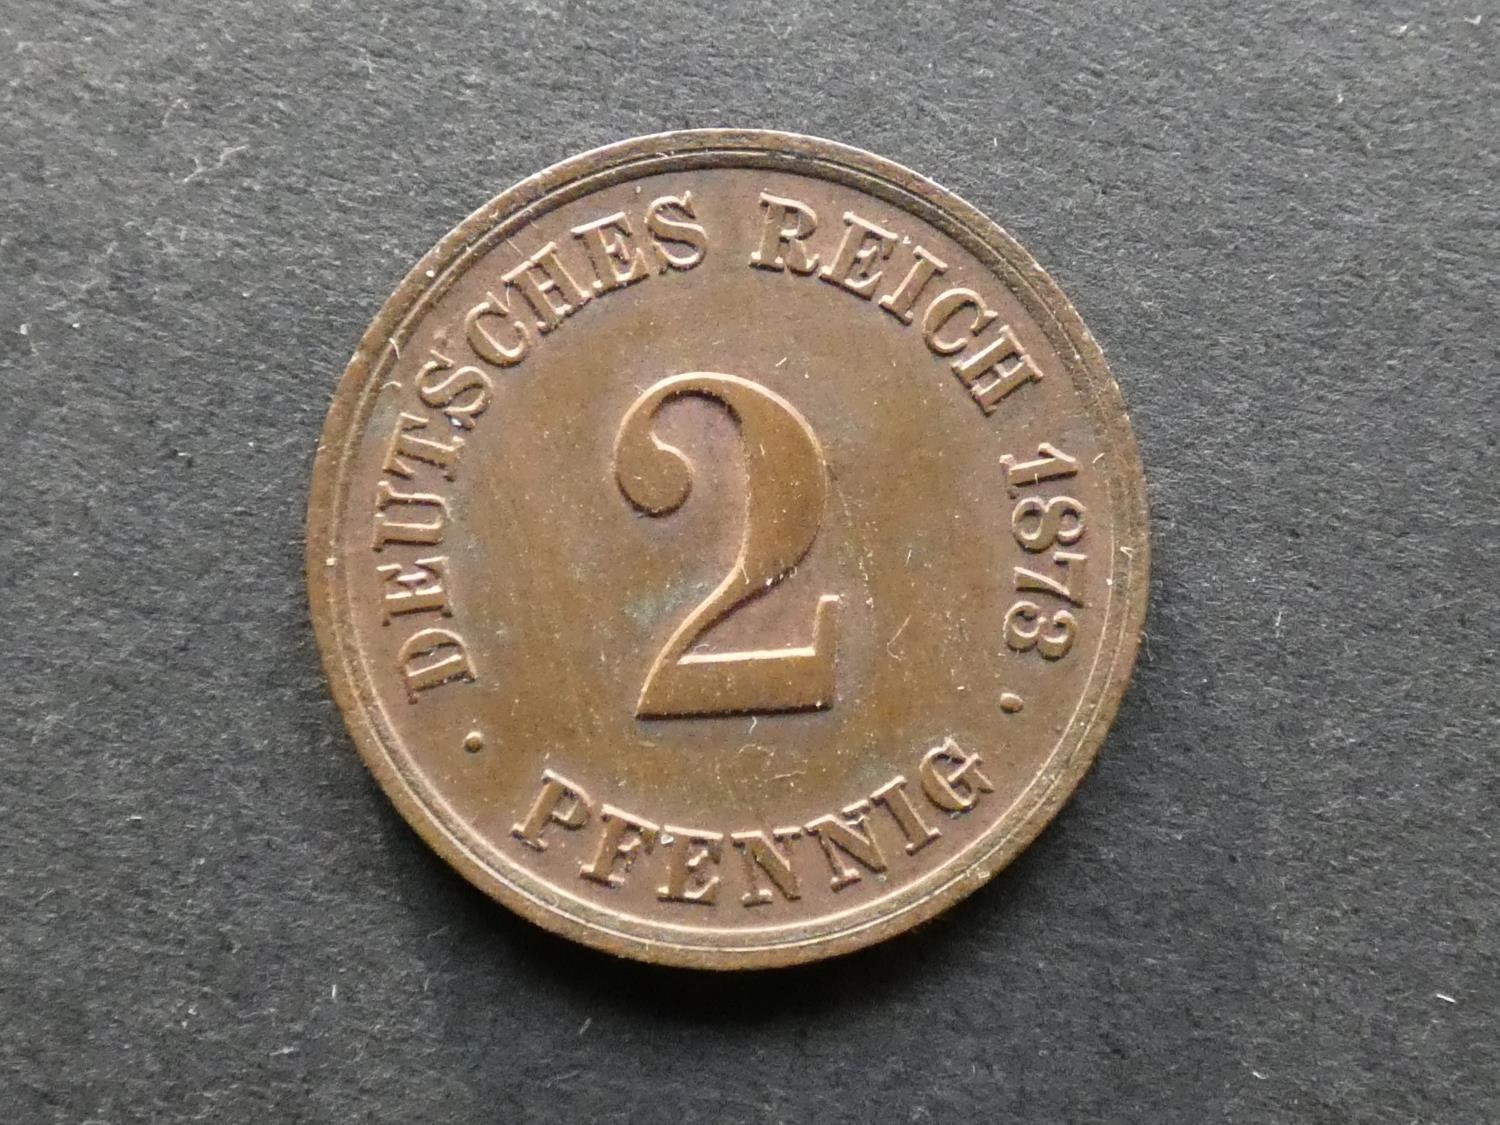 DEUTSCHES REICH 1873
2
· PFENNIG ·